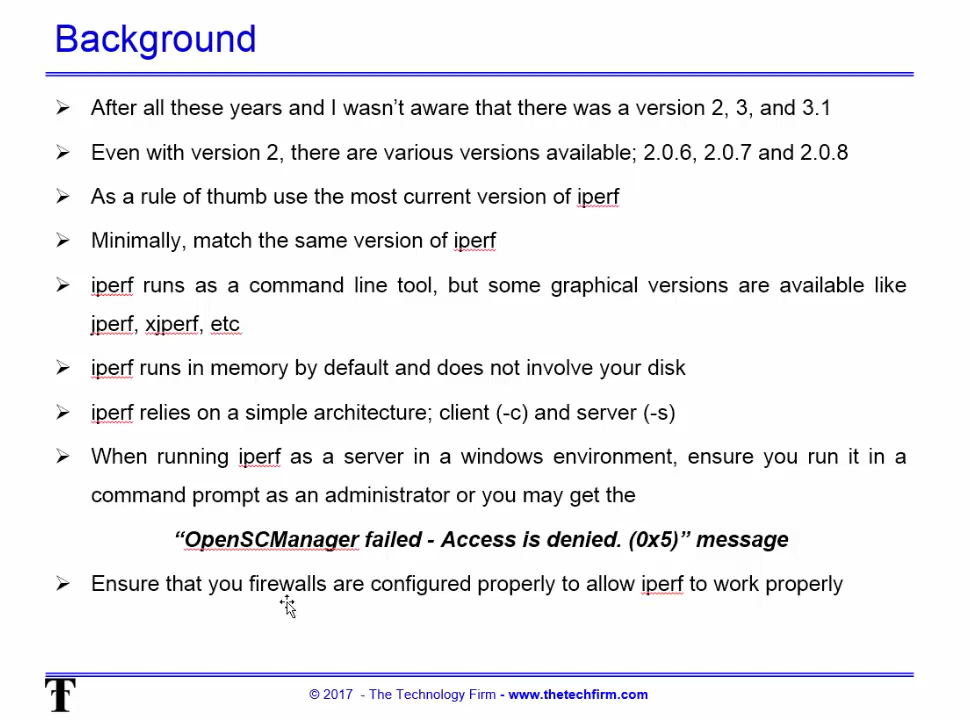 Background
➢ After all these years and I wasn't aware that there was a version 2, 3, and 3.1
➢ Even with version 2, there are various versions available; 2.0.6, 2.0.7 and 2.0.8
➢ As a rule of thumb use the most current version of iperf
➢ Minimally, match the same version of iperf
➢ iperf runs as a command line tool, but some graphical versions are available like
jperf, xjperf, etc
➢ iperf runs in memory by default and does not involve your disk
➢ iperf relies on a simple architecture; client (-c) and server (-s)
➢ When running iperf as a server in a windows environment, ensure you run it in a
command prompt as an administrator or you may get the
“OpenSCManager failed - Access is denied. (0x5)” message
➢ Ensure that you firewalls are configured properly to allow iperf to work properly
T
© 2017 - The Technology Firm - www.thetechfirm.com